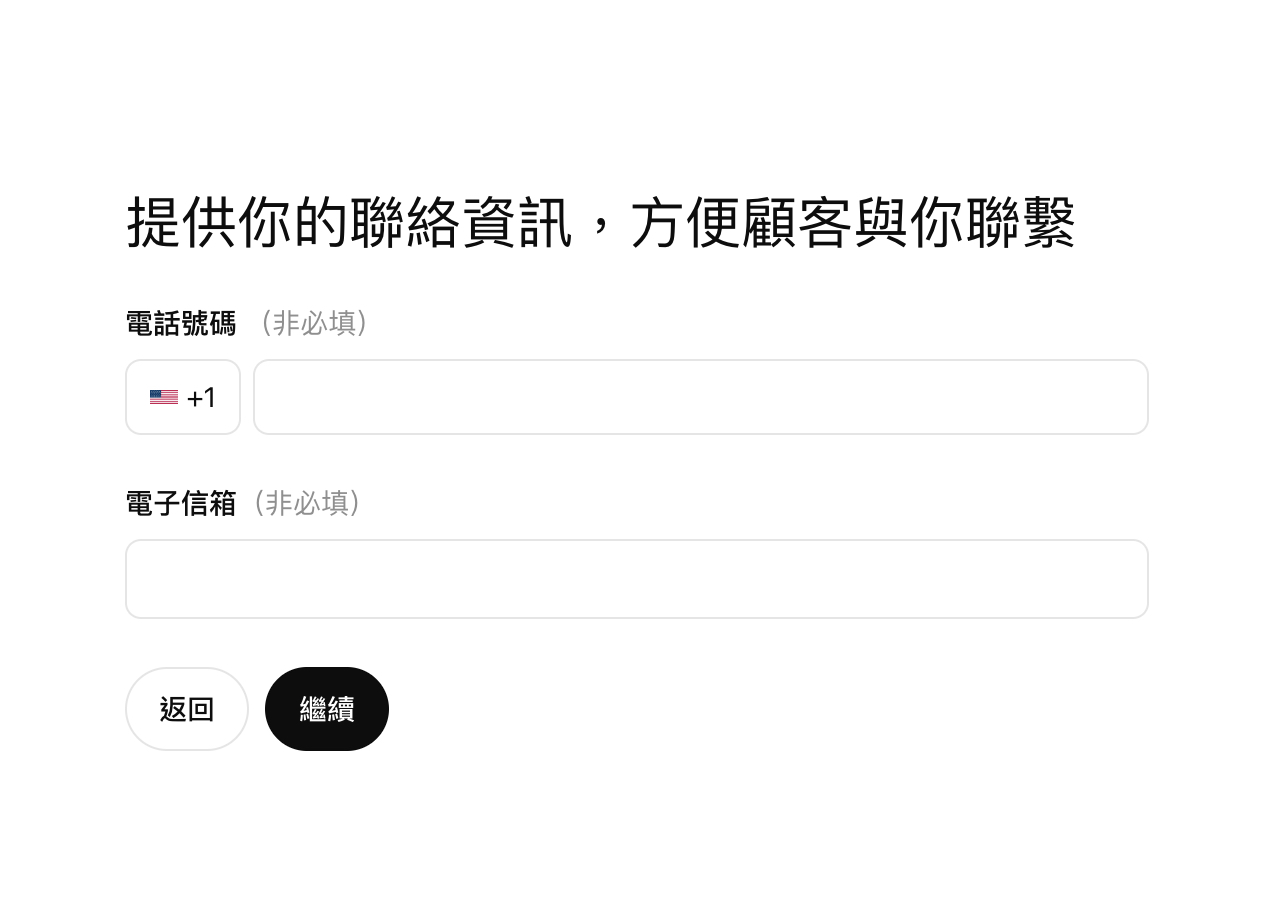 提供你的聯絡資訊，方便顧客與你聯繫
電話號碼 （非必填）
+1
電子信箱（非必填）
返回 繼續